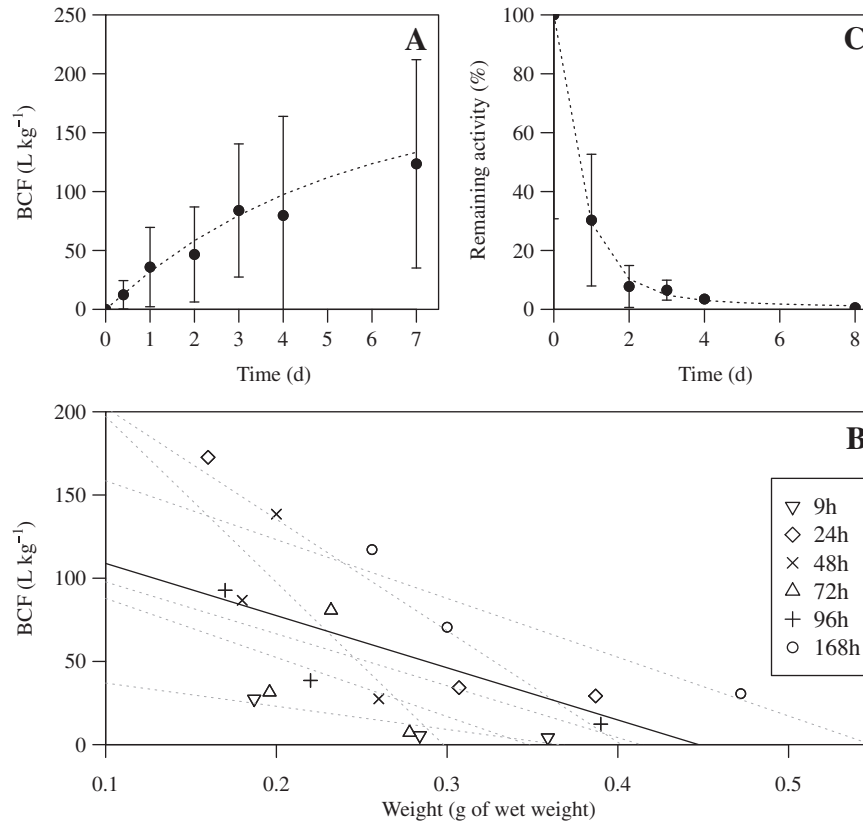 A
BCF (L kg⁻¹)
250
200
150
100
50
0
0 1 2 3 4 5 6 7
Time (d)
C
Remaining activity (%)
100
80
60
40
20
0
0 2 4 6 8
Time (d)
B
BCF (L kg⁻¹)
200
150
100
50
0
0.1 0.2 0.3 0.4 0.5
Weight (g of wet weight)
9h
24h
48h
72h
96h
168h